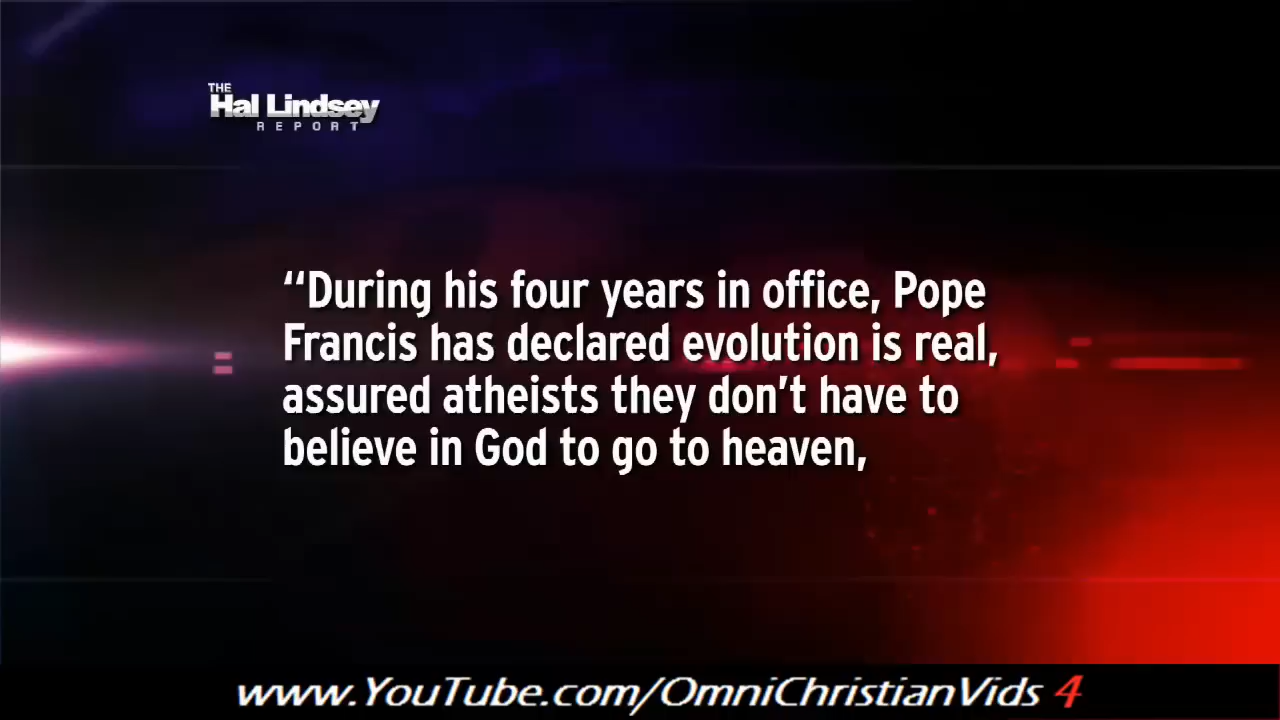 THE
Hal Lindsey
REPORT
“During his four years in office, Pope
Francis has declared evolution is real,
assured atheists they don’t have to
believe in God to go to heaven,
www.YouTube.com/OmniChristianVids 4